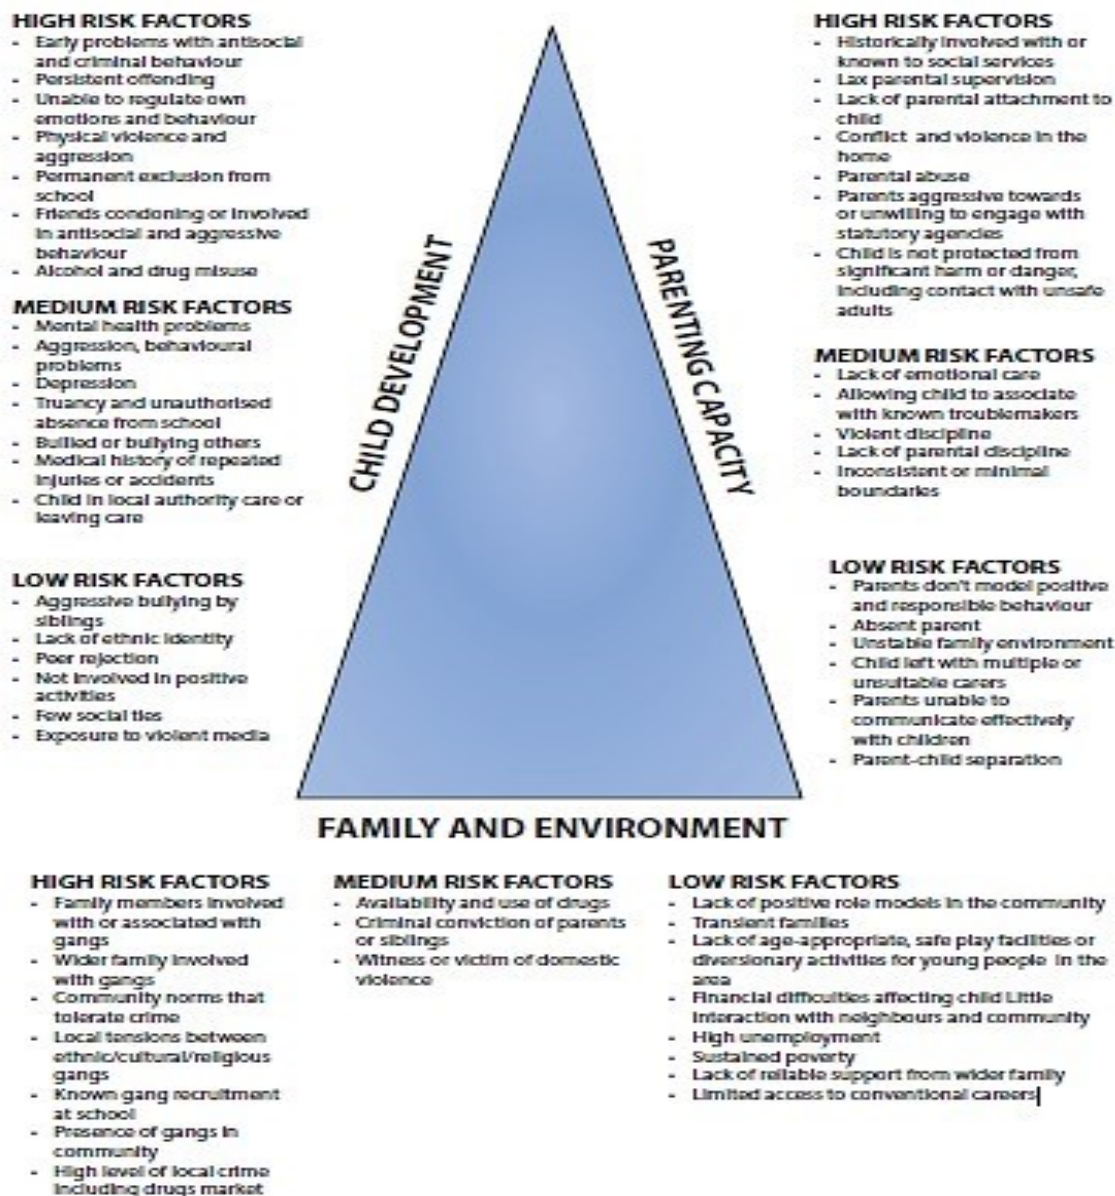 HIGH RISK FACTORS
- Early problems with antisocial
and criminal behaviour
- Persistent offending
- Unable to regulate own
emotions and behaviour
- Physical violence and
aggression
- Permanent exclusion from
school
- Friends condoning or involved
in antisocial and aggressive
behaviour
- Alcohol and drug misuse
MEDIUM RISK FACTORS
- Mental health problems
- Aggression, behavioural
problems
- Depression
- Truancy and unauthorised
absence from school
- Bullied or bullying others
- Medical history of repeated
injuries or accidents
- Child in local authority care or
leaving care
LOW RISK FACTORS
- Aggressive bullying by
siblings
- Lack of ethnic identity
- Peer rejection
- Not involved in positive
activities
- Few social ties
- Exposure to violent media
CHILD DEVELOPMENT
PARENTING CAPACITY
HIGH RISK FACTORS
- Historically involved with or
known to social services
- Lax parental supervision
- Lack of parental attachment to
child
- Conflict and violence in the
home
- Parental abuse
- Parents aggressive towards
or unwilling to engage with
statutory agencies
- Child is not protected from
significant harm or danger,
including contact with unsafe
adults
MEDIUM RISK FACTORS
- Lack of emotional care
- Allowing child to associate
with known troublemakers
- Violent discipline
- Lack of parental discipline
- Inconsistent or minimal
boundaries
LOW RISK FACTORS
- Parents don't model positive
and responsible behaviour
- Absent parent
- Unstable family environment
- Child left with multiple or
unsuitable carers
- Parents unable to
communicate effectively
with children
- Parent-child separation
FAMILY AND ENVIRONMENT
HIGH RISK FACTORS
- Family members involved
with or associated with
gangs
- Wider family involved
with gangs
- Community norms that
tolerate crime
- Local tensions between
ethnic/cultural/religious
gangs
- Known gang recruitment
at school
- Presence of gangs in
community
- High level of local crime
including drugs market
MEDIUM RISK FACTORS
- Availability and use of drugs
- Criminal conviction of parents
or siblings
- Witness or victim of domestic
violence
LOW RISK FACTORS
- Lack of positive role models in the community
- Transient families
- Lack of age-appropriate, safe play facilities or
diversionary activities for young people in the
area
- Financial difficulties affecting child Little
interaction with neighbours and community
- High unemployment
- Sustained poverty
- Lack of reliable support from wider family
- Limited access to conventional careers